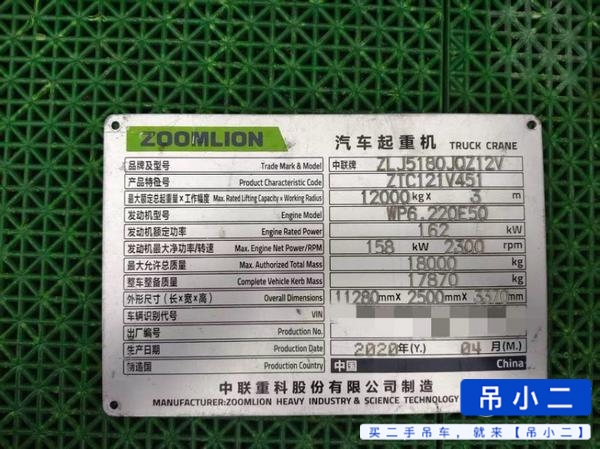 ZOOMLION 汽车起重机 TRUCK CRANE
品牌及型号 Trade Mark & Model 中联牌 ZLJ5180JQZ12V
产品特征号 Product Characteristic Code ZTC121V451
最大额定总起重量×工作幅度 Max. Rated Lifting Capacity × Working Radius 12000 kg× 3 m
发动机型号 Engine Model WP6.220E50
发动机额定功率 Engine Rated Power 162 kW
发动机最大净功率/转速 Max. Engine Net Power/RPM 158 kW 2300 rpm
最大允许总质量 Max. Authorized Total Mass 18000 kg
整车整备质量 Complete Vehicle Kerb Mass 17870 kg
外形尺寸（长×宽×高） Overall Dimensions 11280mm× 2500mm× 3370mm
车辆识别代号 VIN
出厂编号 Production No.
生产日期 Production Date 2020年(Y.) 04月(M.)
制造国 Production Country 中国 China
中联重科股份有限公司制造
MANUFACTURER:ZOOMLION HEAVY INDUSTRY & SCIENCE TECHNOLOGY
吊小二
买二手吊车，就来【吊小二】